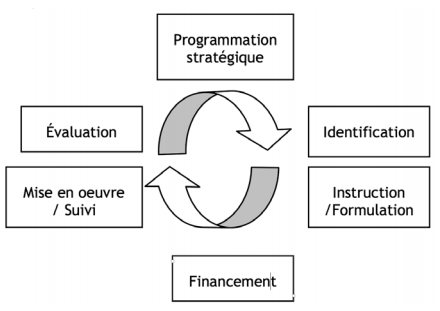 Programmation
stratégique
Évaluation
Identification
Mise en oeuvre
/ Suivi
Instruction
/Formulation
Financement